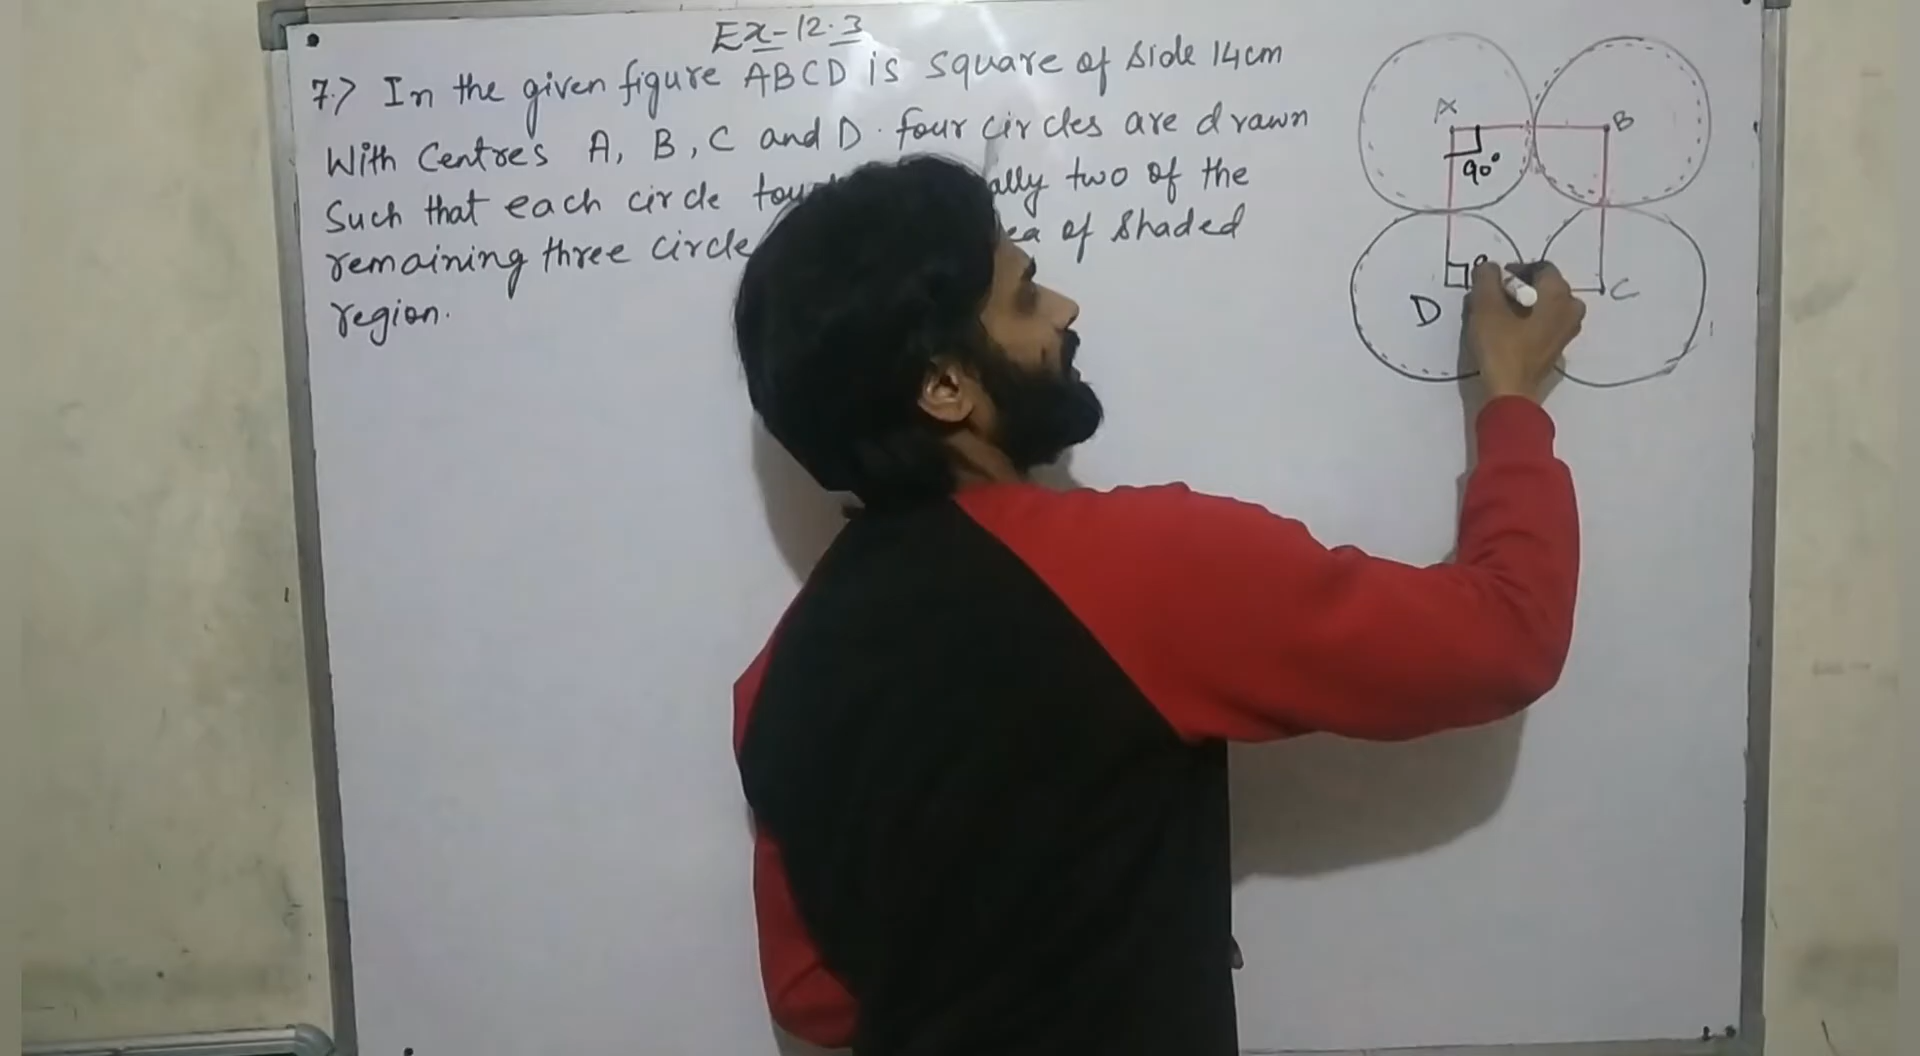 Ex-12.3
7.> In the given figure ABCD is square of side 14cm
With Centres A, B, C and D. four circles are drawn
Such that each circle two of the
remaining three circle of shaded
region.
A
B
90°
D
C